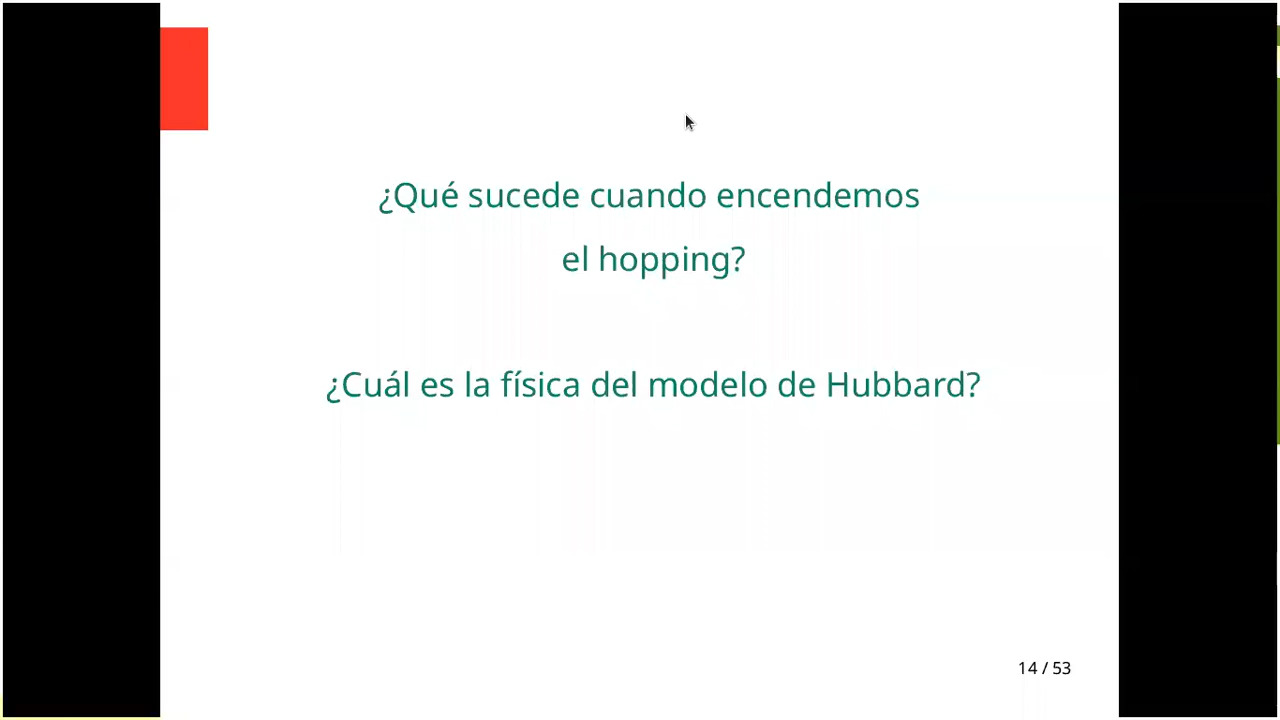 ¿Qué sucede cuando encendemos
el hopping?
¿Cuál es la física del modelo de Hubbard?
14 / 53